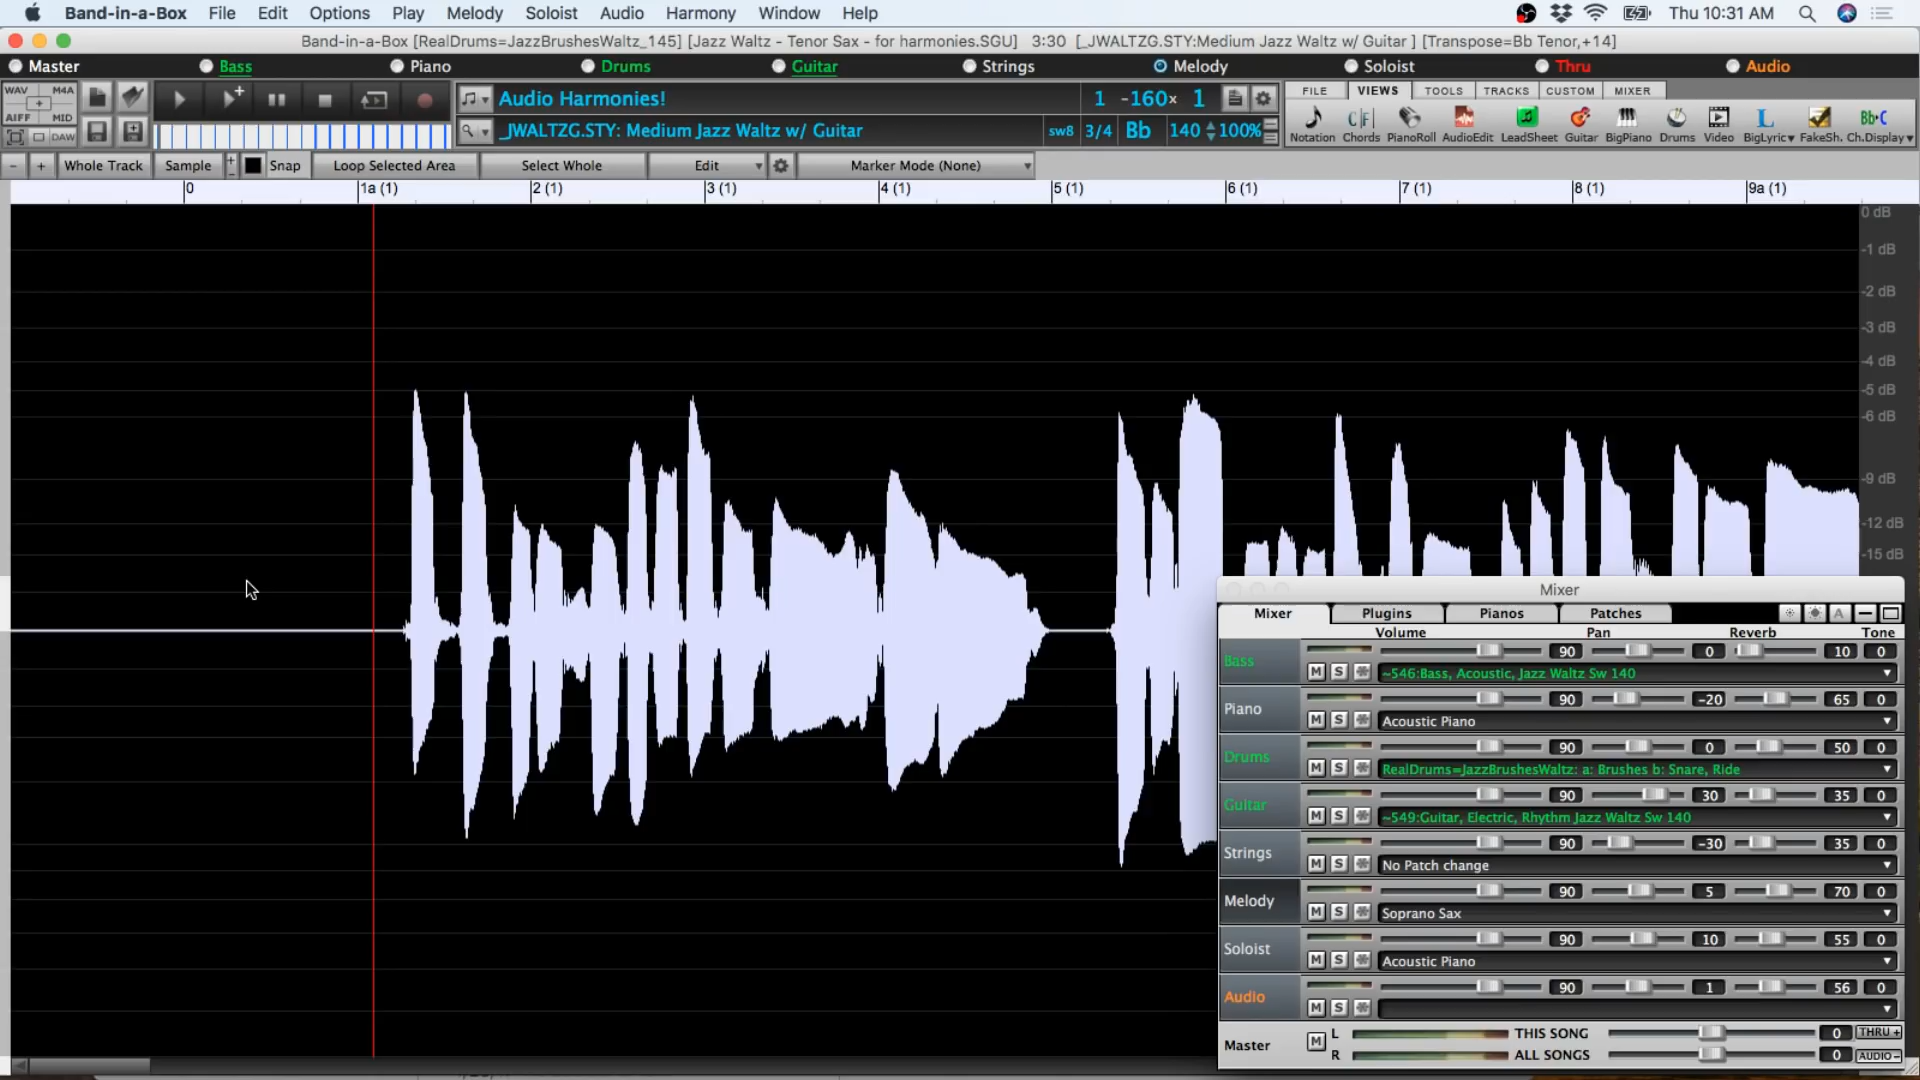 Band-in-a-Box File Edit Options Play Melody Soloist Audio Harmony Window Help Thu 10:31 AM
Band-in-a-Box [RealDrums=JazzBrushesWaltz_145] [Jazz Waltz - Tenor Sax - for harmonies.SGU] 3:30 [_JWALTZG.STY:Medium Jazz Waltz w/ Guitar ] [Transpose=Bb Tenor,+14]
Master Bass Piano Drums Guitar Strings Melody Soloist Thru Audio
WAV M4A
AIFF MID
DAW
Audio Harmonies! 1 -160x 1
_JWALTZG.STY: Medium Jazz Waltz w/ Guitar sw8 3/4 Bb 140 100%
FILE VIEWS TOOLS TRACKS CUSTOM MIXER
Notation Chords PianoRoll AudioEdit LeadSheet Guitar BigPiano Drums Video BigLyric FakeSh. Ch.Display
- + Whole Track Sample + - Snap Loop Selected Area Select Whole Edit Marker Mode (None)
0 1a (1) 2 (1) 3 (1) 4 (1) 5 (1) 6 (1) 7 (1) 8 (1) 9a (1)
0 dB
-1 dB
-2 dB
-3 dB
-4 dB
-5 dB
-6 dB
-9 dB
-12 dB
-15 dB
Mixer
Mixer Plugins Pianos Patches A
Volume Pan Reverb Tone
Bass 90 0 10 0
M S ~546:Bass, Acoustic, Jazz Waltz Sw 140
Piano 90 -20 65 0
M S Acoustic Piano
Drums 90 0 50 0
M S RealDrums=JazzBrushesWaltz: a: Brushes b: Snare, Ride
Guitar 90 30 35 0
M S ~549:Guitar, Electric, Rhythm Jazz Waltz Sw 140
Strings 90 -30 35 0
M S No Patch change
Melody 90 5 70 0
M S Soprano Sax
Soloist 90 10 55 0
M S Acoustic Piano
Audio 90 1 56 0
M S
Master M L THIS SONG 0 THRU +
R ALL SONGS 0 AUDIO -